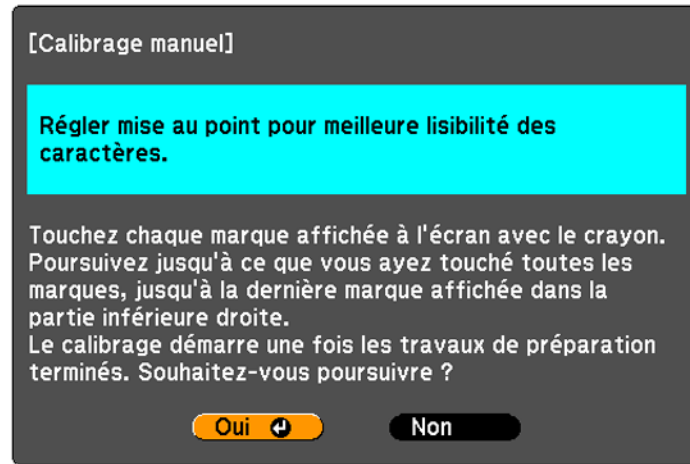 [Calibrage manuel]
Régler mise au point pour meilleure lisibilité des
caractères.
Touchez chaque marque affichée à l'écran avec le crayon.
Poursuivez jusqu'à ce que vous ayez touché toutes les
marques, jusqu'à la dernière marque affichée dans la
partie inférieure droite.
Le calibrage démarre une fois les travaux de préparation
terminés. Souhaitez-vous poursuivre ?
Oui Non